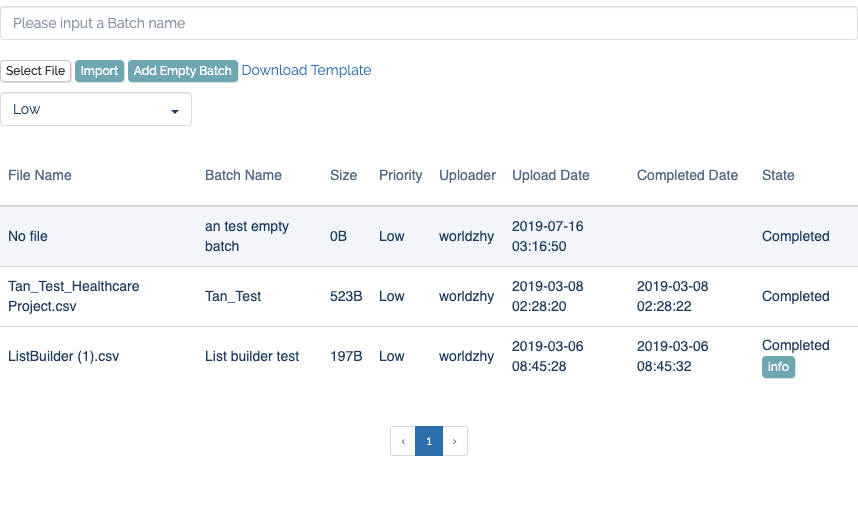 Please input a Batch name
Select File Import Add Empty Batch Download Template
Low
File Name Batch Name Size Priority Uploader Upload Date Completed Date State
No file an test empty batch 0B Low worldzhy 2019-07-16 03:16:50 Completed
Tan_Test_Healthcare Project.csv Tan_Test 523B Low worldzhy 2019-03-08 02:28:20 2019-03-08 02:28:22 Completed
ListBuilder (1).csv List builder test 197B Low worldzhy 2019-03-06 08:45:28 2019-03-06 08:45:32 Completed info
‹ 1 ›